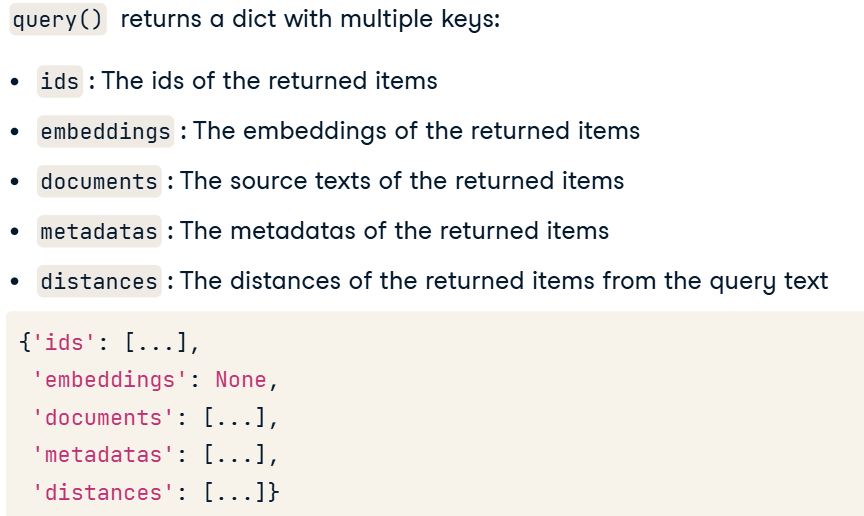 query() returns a dict with multiple keys:
• ids : The ids of the returned items
• embeddings : The embeddings of the returned items
• documents : The source texts of the returned items
• metadatas : The metadatas of the returned items
• distances : The distances of the returned items from the query text
{'ids': [...],
 'embeddings': None,
 'documents': [...],
 'metadatas': [...],
 'distances': [...]}